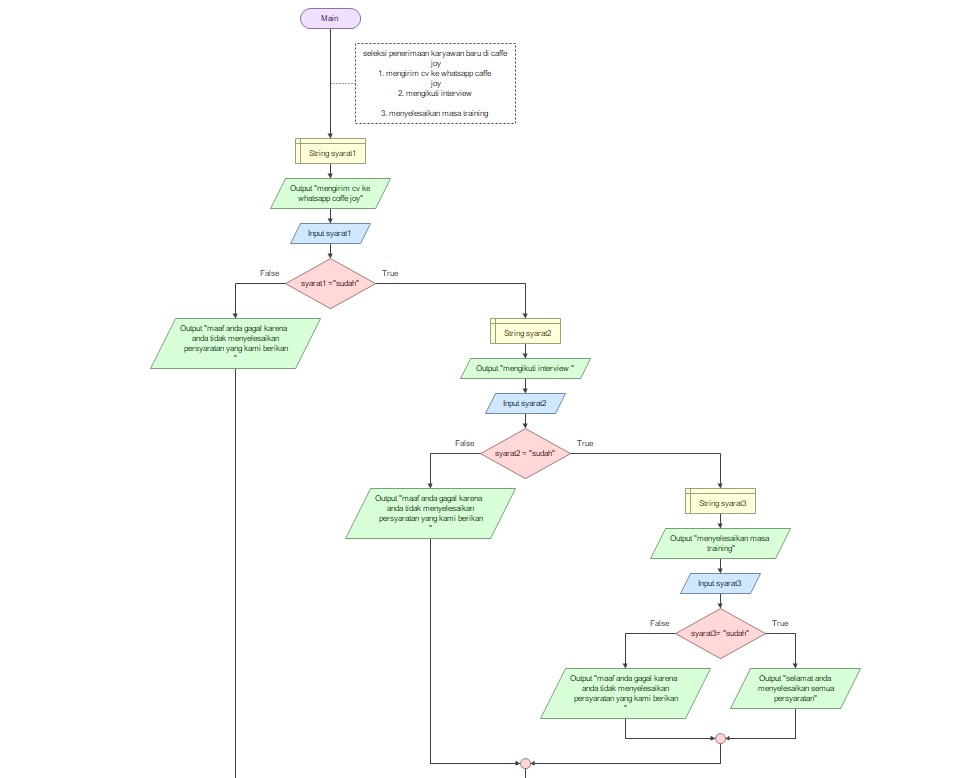 Main
seleksi penerimaan karyawan baru di caffe
joy
1. mengirim cv ke whatsapp caffe
joy
2. mengikuti interview
3. menyelesaikan masa training
String syarat1
Output "mengirim cv ke
whatsapp coffe joy"
Input syarat1
False
syarat1 ="sudah"
True
Output "maaf anda gagal karena
anda tidak menyelesaikan
persyaratan yang kami berikan
"
String syarat2
Output "mengikuti interview "
Input syarat2
False
syarat2 = "sudah"
True
Output "maaf anda gagal karena
anda tidak menyelesaikan
persyaratan yang kami berikan
"
String syarat3
Output "menyelesaikan masa
training"
Input syarat3
False
syarat3= "sudah"
True
Output "maaf anda gagal karena
anda tidak menyelesaikan
persyaratan yang kami berikan
"
Output "selamat anda
menyelesaikan semua
persyaratan"